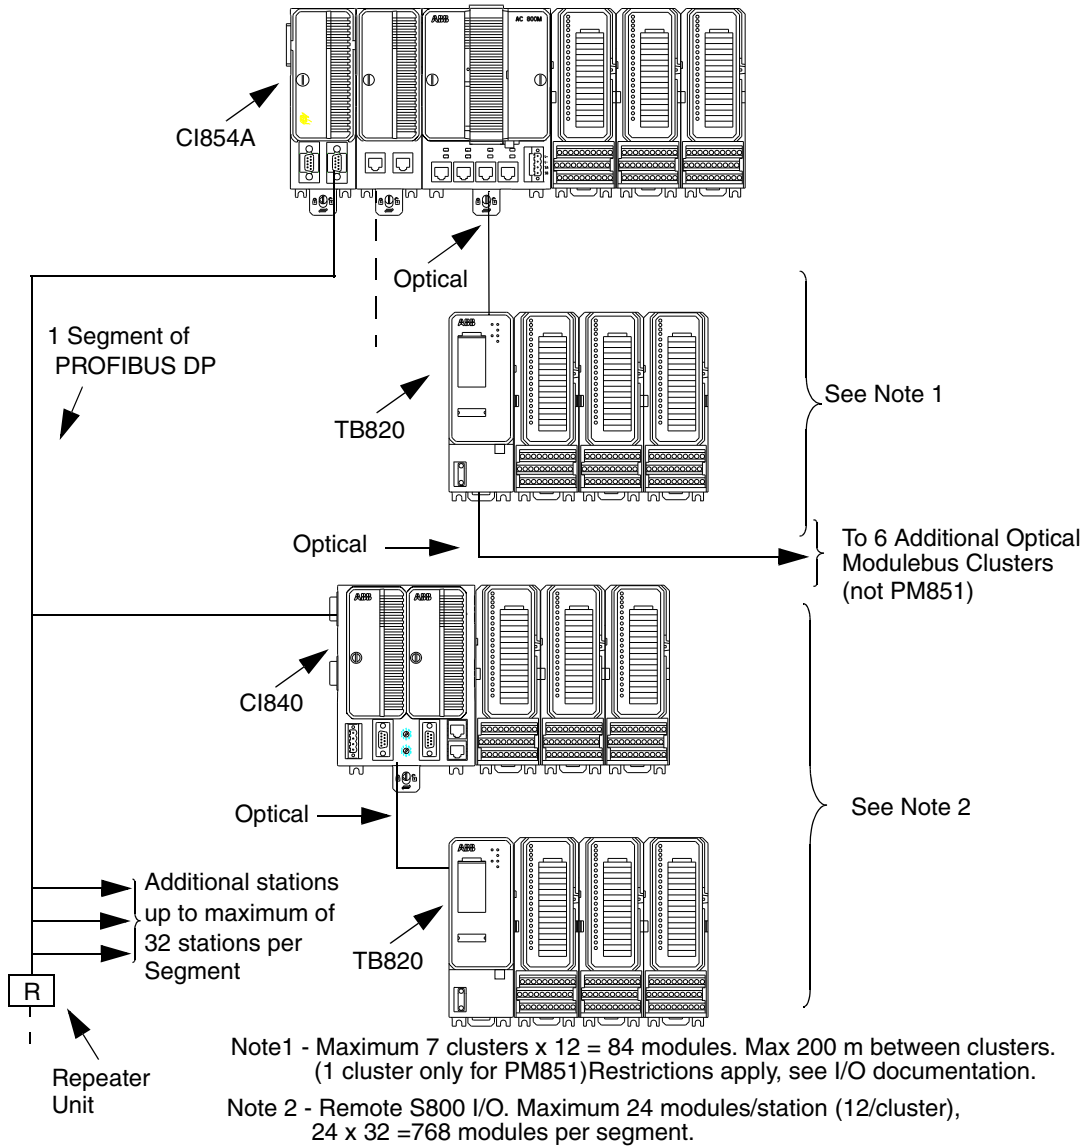 ABB
AC 800M
CI854A
Optical
1 Segment of
PROFIBUS DP
ABB
TB820
See Note 1
Optical
To 6 Additional Optical
Modulebus Clusters
(not PM851)
ABB
ABB
CI840
Optical
See Note 2
ABB
TB820
Additional stations
up to maximum of
32 stations per
Segment
R
Repeater
Unit
Note1 - Maximum 7 clusters x 12 = 84 modules. Max 200 m between clusters.
(1 cluster only for PM851)Restrictions apply, see I/O documentation.
Note 2 - Remote S800 I/O. Maximum 24 modules/station (12/cluster),
24 x 32 =768 modules per segment.